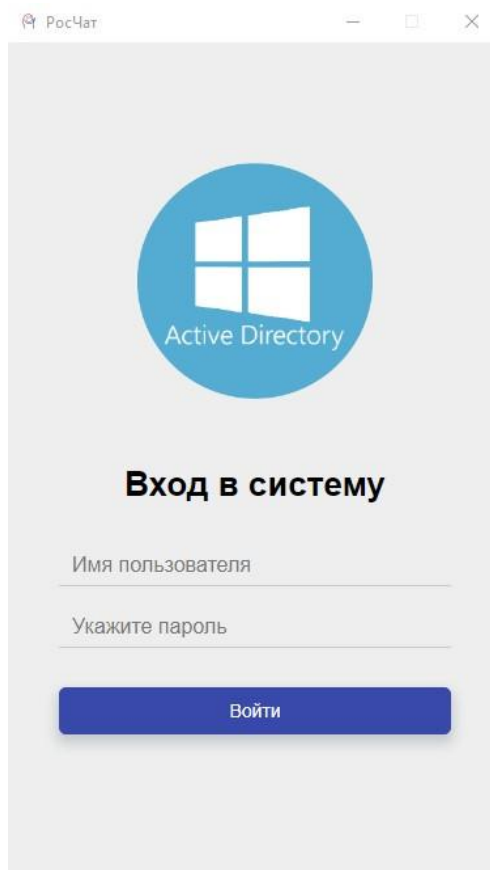 РосЧат
Active Directory
Вход в систему
Имя пользователя
Укажите пароль
Войти